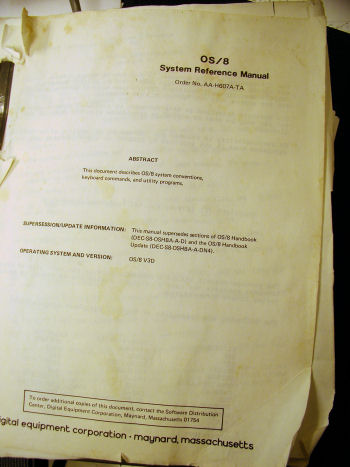 OS/8
System Reference Manual
Order No. AA-H607A-TA
ABSTRACT
This document describes OS/8 system conventions,
keyboard commands, and utility programs.
SUPERSESSION/UPDATE INFORMATION: This manual supersedes sections of OS/8 Handbook
(DEC-S8-OSHBA-A-D) and the OS/8 Handbook
Update (DEC-S8-OSHBA-A-DN4).
OPERATING SYSTEM AND VERSION: OS/8 V3D
To order additional copies of this document, contact the Software Distribution
Center, Digital Equipment Corporation, Maynard, Massachusetts 01754
igital equipment corporation · maynard, massachusetts